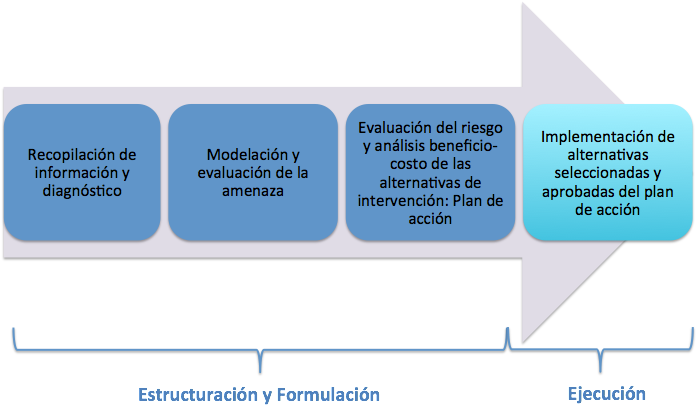 Recopilación de
información y
diagnóstico
Modelación y
evaluación de la
amenaza
Evaluación del riesgo
y análisis beneficio-
costo de las
alternativas de
intervención: Plan de
acción
Implementación de
alternativas
seleccionadas y
aprobadas del plan
de acción
Estructuración y Formulación
Ejecución